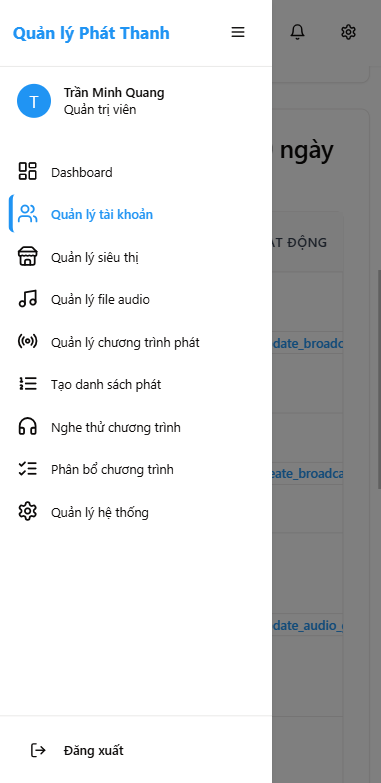 Quản lý Phát Thanh
Trần Minh Quang
Quản trị viên
T
Dashboard
Quản lý tài khoản
Quản lý siêu thị
Quản lý file audio
Quản lý chương trình phát
Tạo danh sách phát
Nghe thử chương trình
Phân bổ chương trình
Quản lý hệ thống
Đăng xuất
ngày
ẠT ĐỘNG
date_broadc
eate_broadca
date_audio_